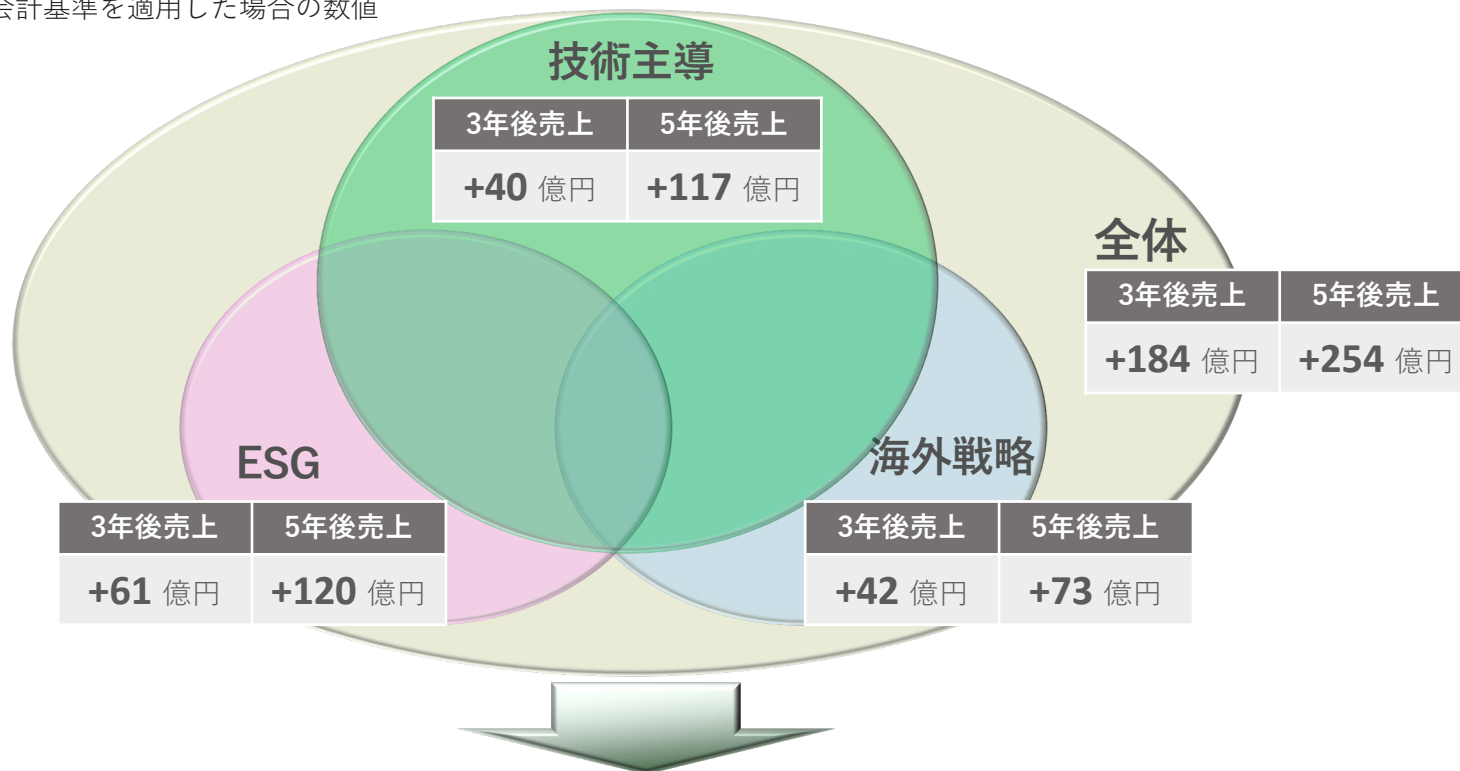 会計基準を適用した場合の数値
技術主導
3年後売上 5年後売上
+40 億円 +117 億円
全体
3年後売上 5年後売上
+184 億円 +254 億円
ESG
3年後売上 5年後売上
+61 億円 +120 億円
海外戦略
3年後売上 5年後売上
+42 億円 +73 億円